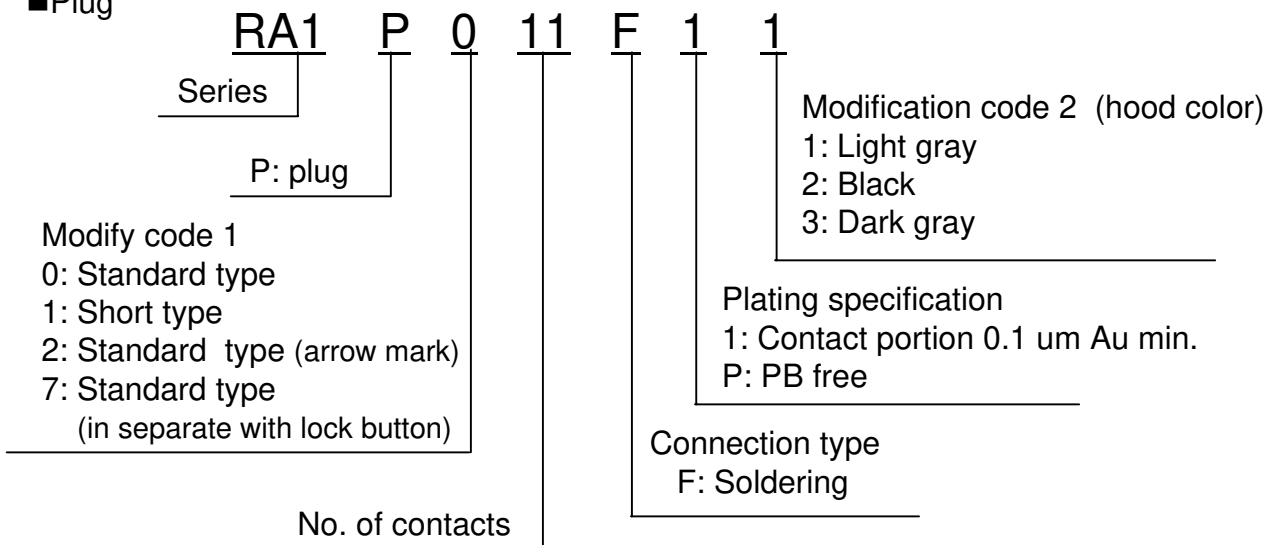 ■Plug
RA1 P 0 11 F 1 1
Series
P: plug
Modify code 1
0: Standard type
1: Short type
2: Standard type (arrow mark)
7: Standard type
(in separate with lock button)
No. of contacts
Modification code 2 (hood color)
1: Light gray
2: Black
3: Dark gray
Plating specification
1: Contact portion 0.1 um Au min.
P: PB free
Connection type
F: Soldering